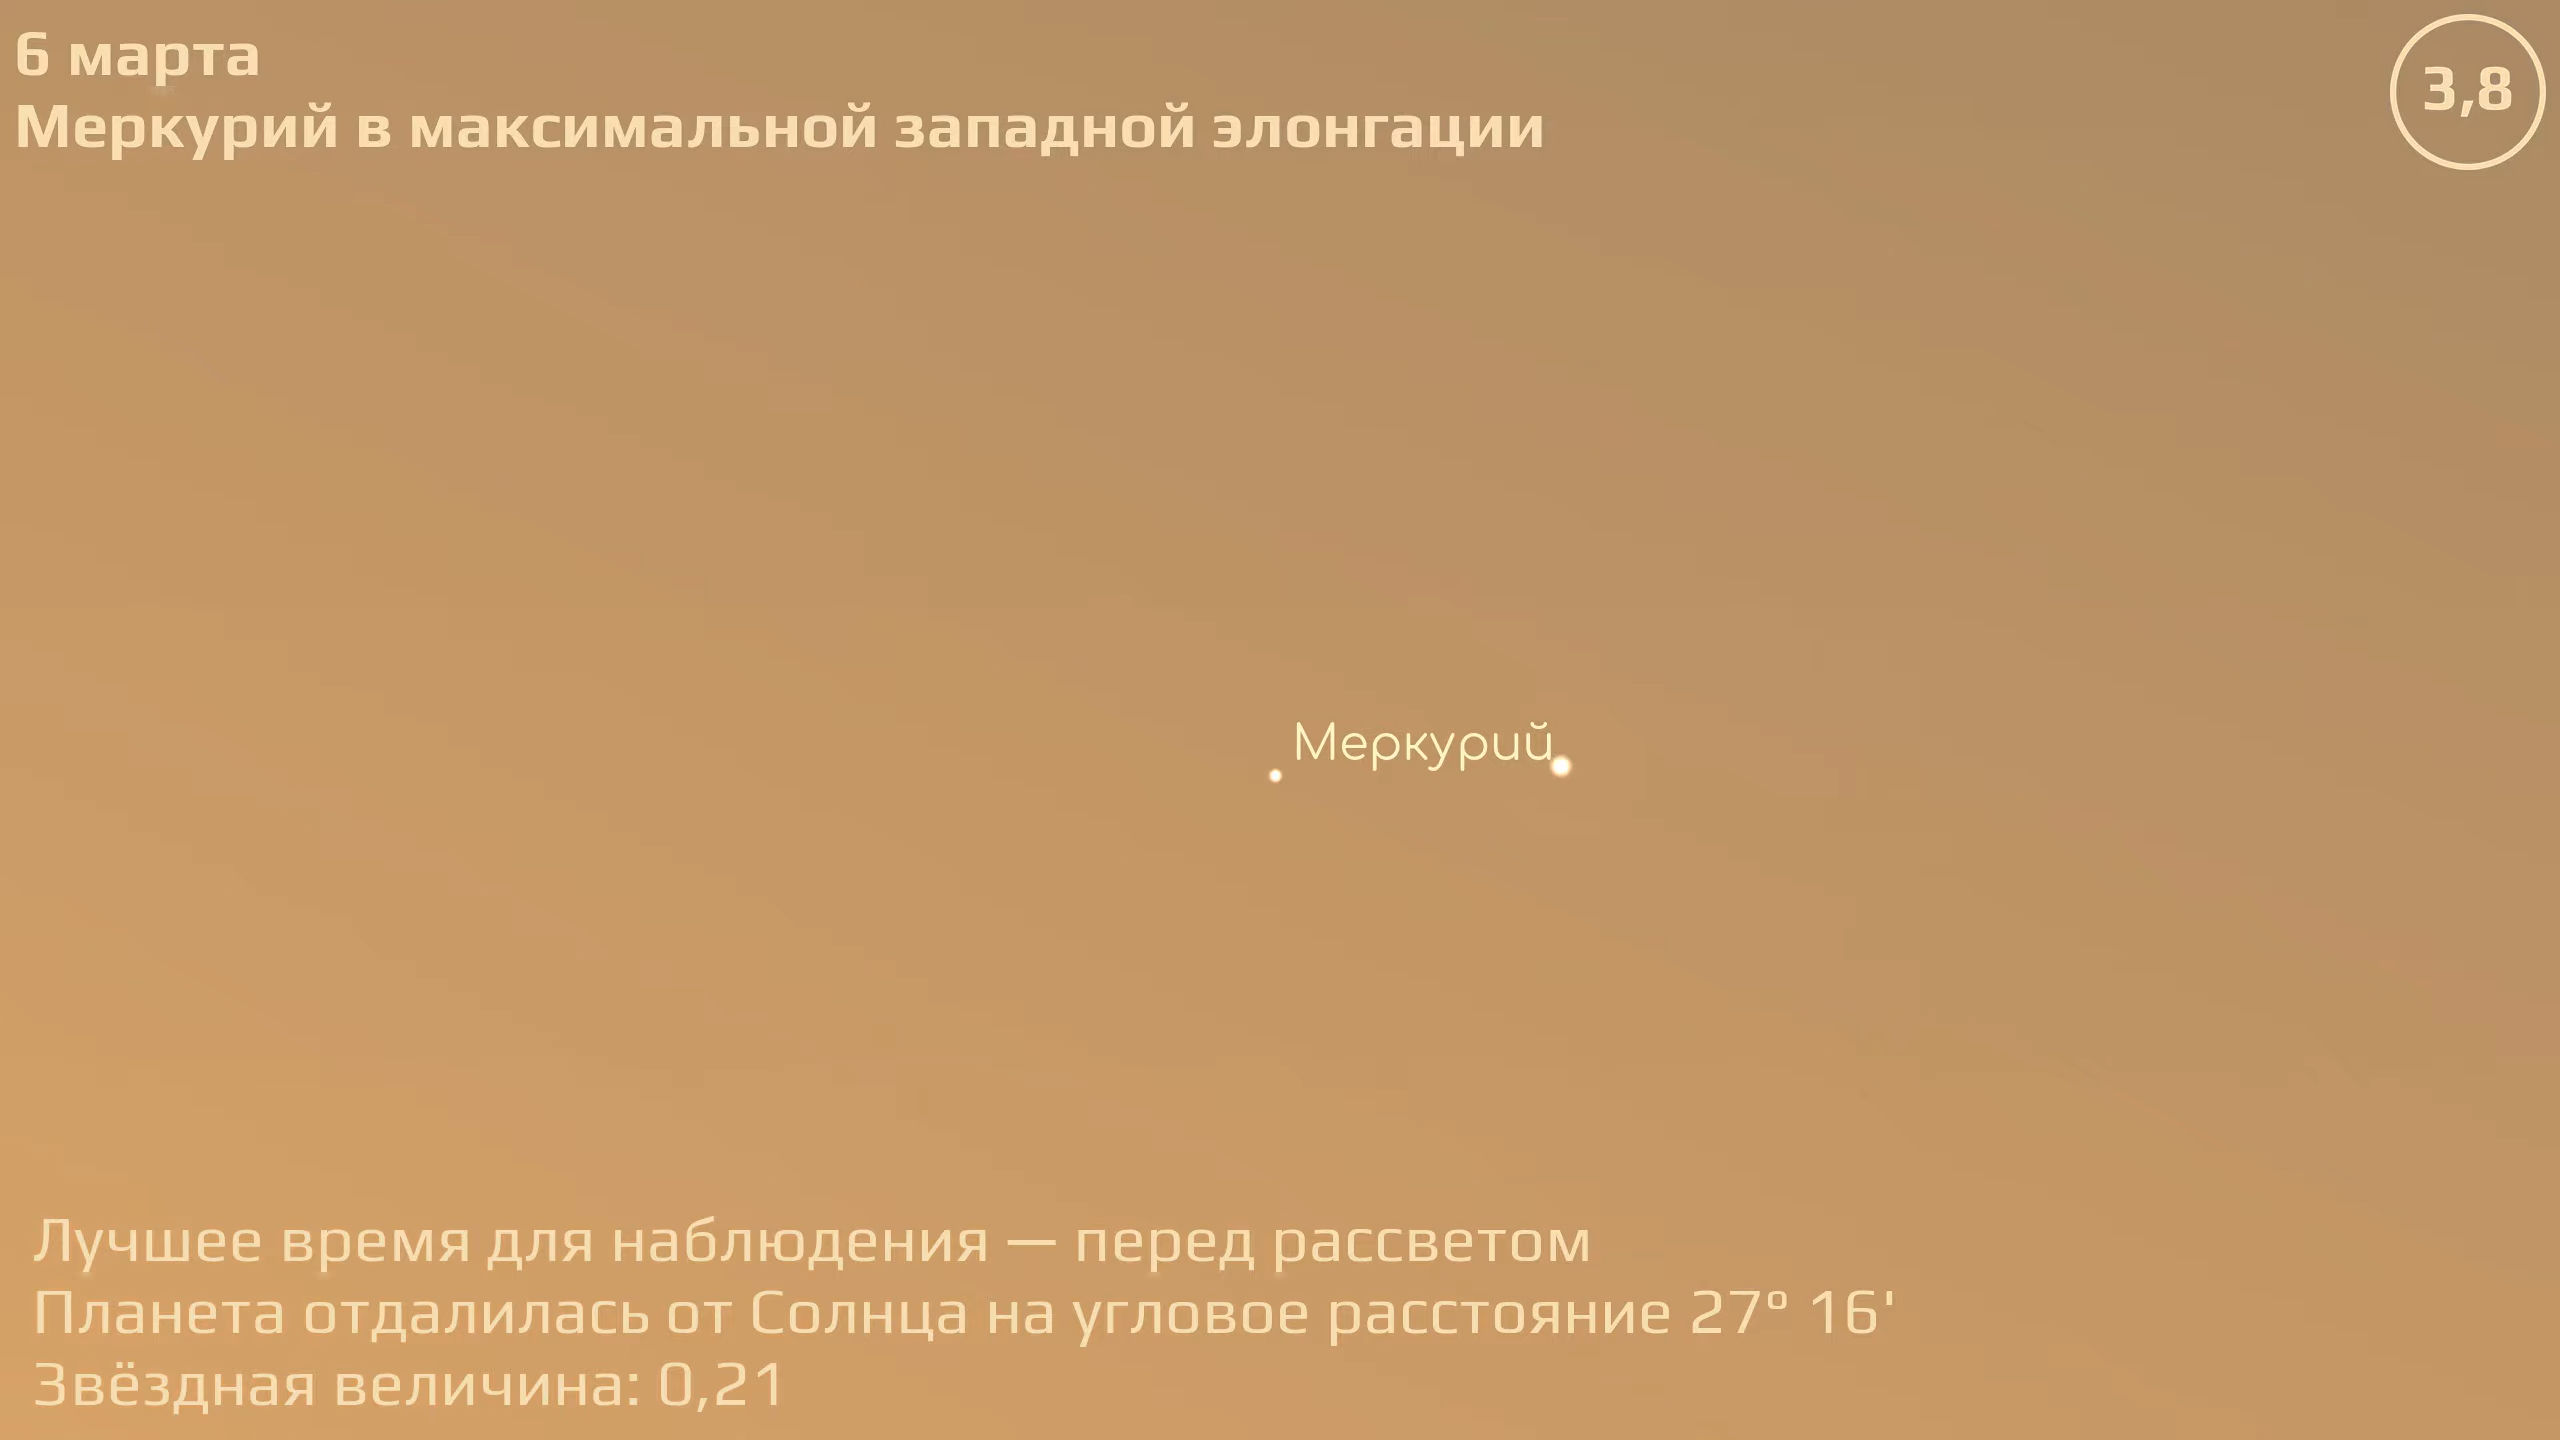 6 марта
Меркурий в максимальной западной элонгации
3,8
Меркурий
Лучшее время для наблюдения — перед рассветом
Планета отдалилась от Солнца на угловое расстояние 27° 16'
Звёздная величина: 0,21